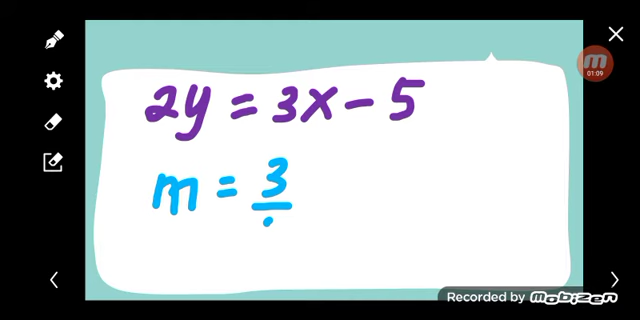 01:09
2y = 3x - 5
m = 3/
Recorded by mobizen